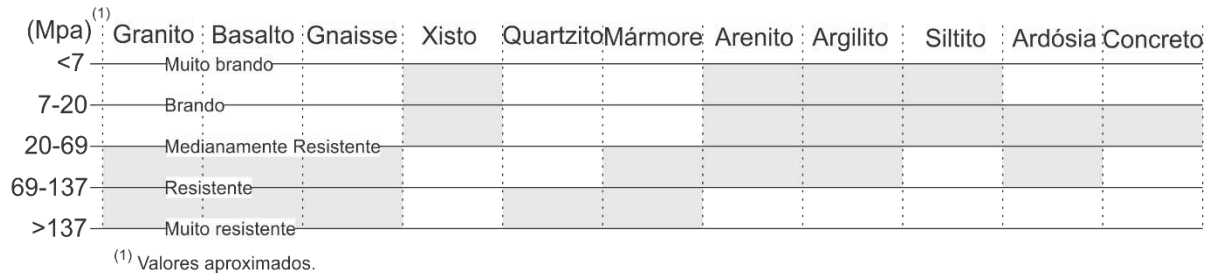 (Mpa) (1) Granito Basalto Gnaisse Xisto Quartzito Mármore Arenito Argilito Siltito Ardósia Concreto
<7 Muito brando
7-20 Brando
20-69 Medianamente Resistente
69-137 Resistente
>137 Muito resistente
(1) Valores aproximados.